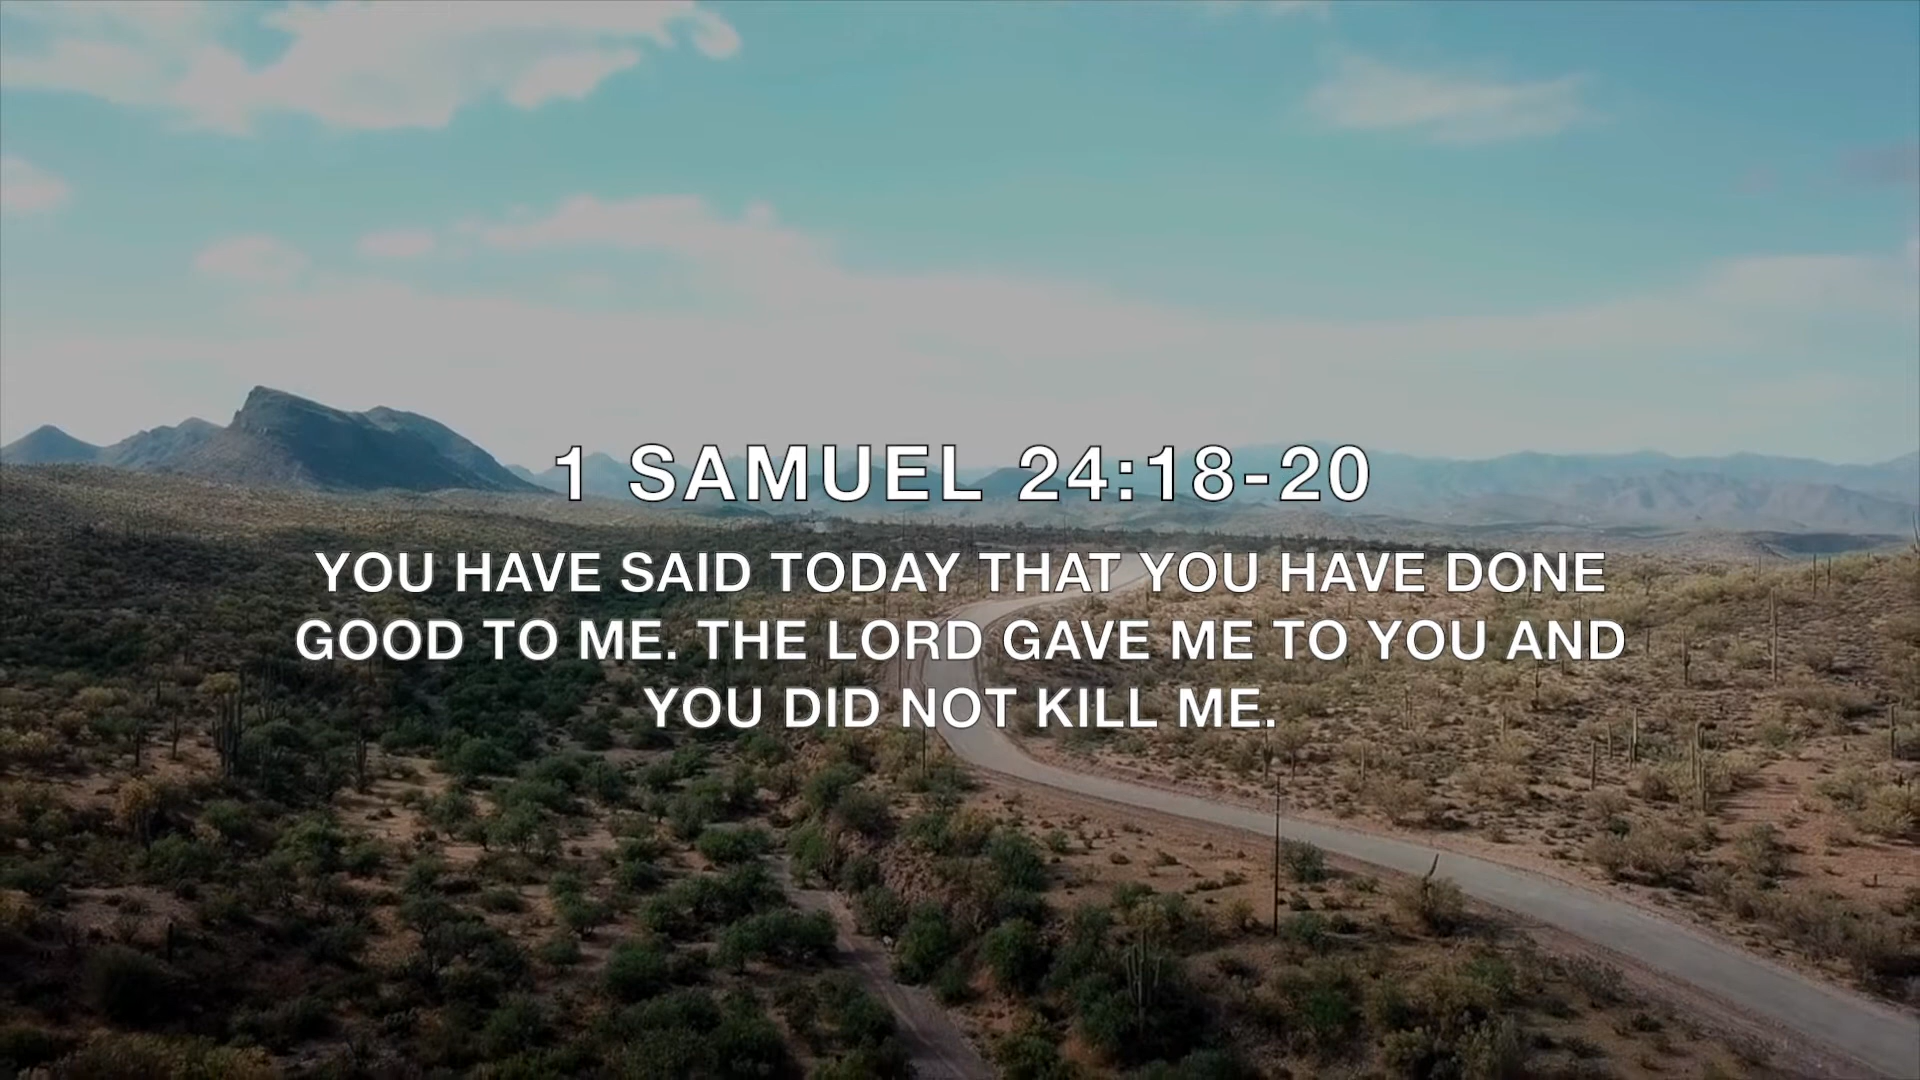 1 SAMUEL 24:18-20
YOU HAVE SAID TODAY THAT YOU HAVE DONE
GOOD TO ME. THE LORD GAVE ME TO YOU AND
YOU DID NOT KILL ME.